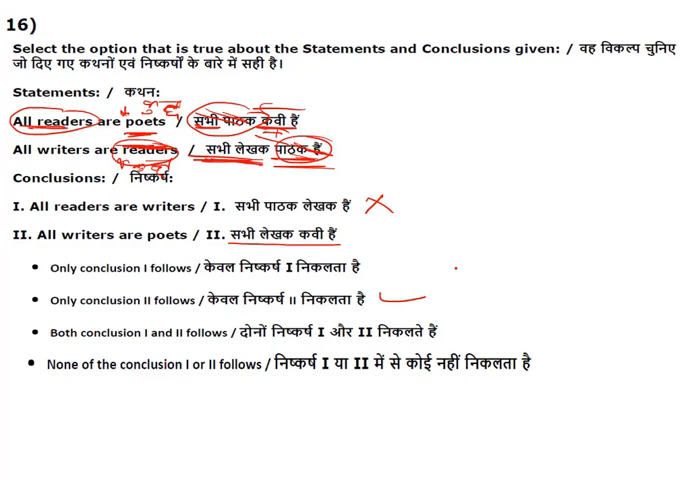 16)
Select the option that is true about the Statements and Conclusions given: / वह विकल्प चुनिए
जो दिए गए कथनों एवं निष्कर्षों के बारे में सही है।
Statements: / कथन:
All readers are poets / सभी पाठक कवी हैं
All writers are readers / सभी लेखक पाठक हैं
Conclusions: / निष्कर्ष:
I. All readers are writers / I. सभी पाठक लेखक हैं
II. All writers are poets / II. सभी लेखक कवी हैं
• Only conclusion I follows / केवल निष्कर्ष I निकलता है
• Only conclusion II follows / केवल निष्कर्ष II निकलता है
• Both conclusion I and II follows / दोनों निष्कर्ष I और II निकलते हैं
• None of the conclusion I or II follows / निष्कर्ष I या II में से कोई नहीं निकलता है